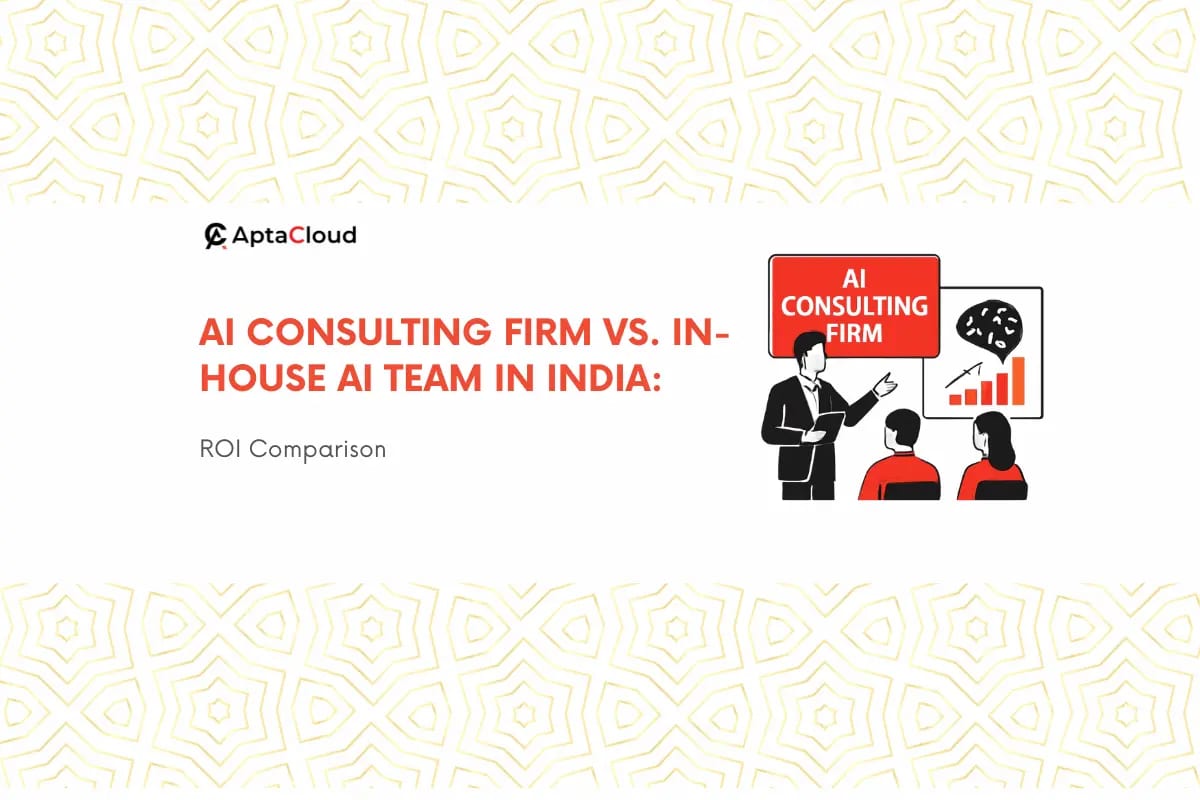 AptaCloud
AI CONSULTING FIRM VS. IN-
HOUSE AI TEAM IN INDIA:
ROI Comparison
AI
CONSULTING
FIRM